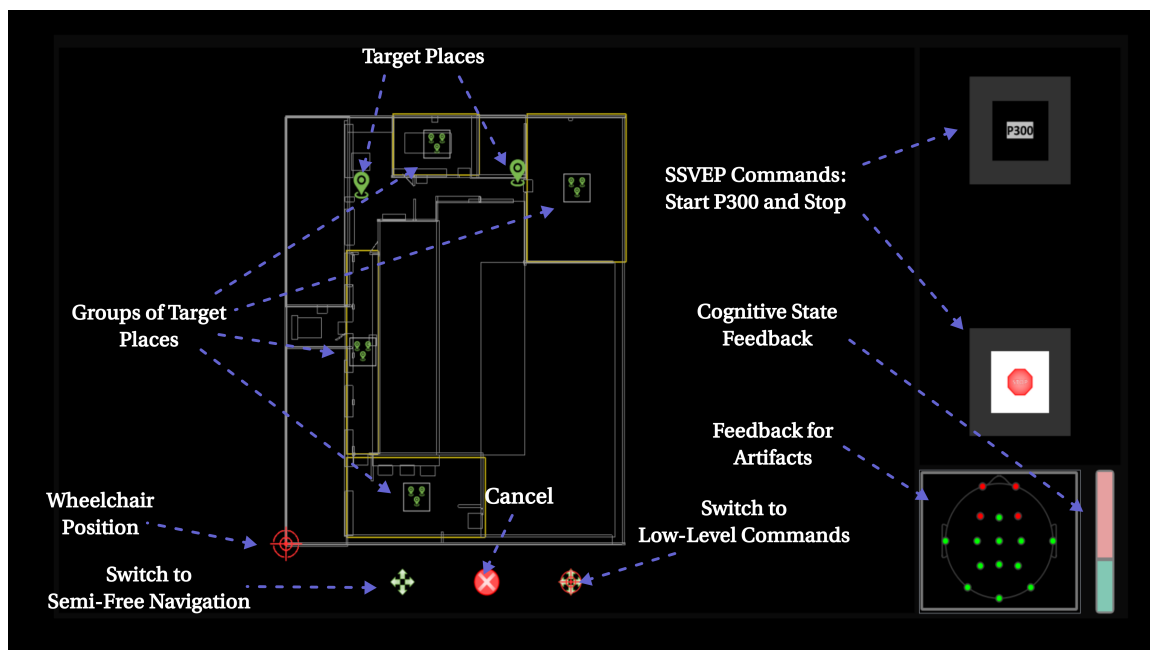 Target Places
P300
SSVEP Commands:
Start P300 and Stop
Groups of Target
Places
Cognitive State
Feedback
Feedback for
Artifacts
Wheelchair
Position
Cancel
Switch to
Low-Level Commands
Switch to
Semi-Free Navigation